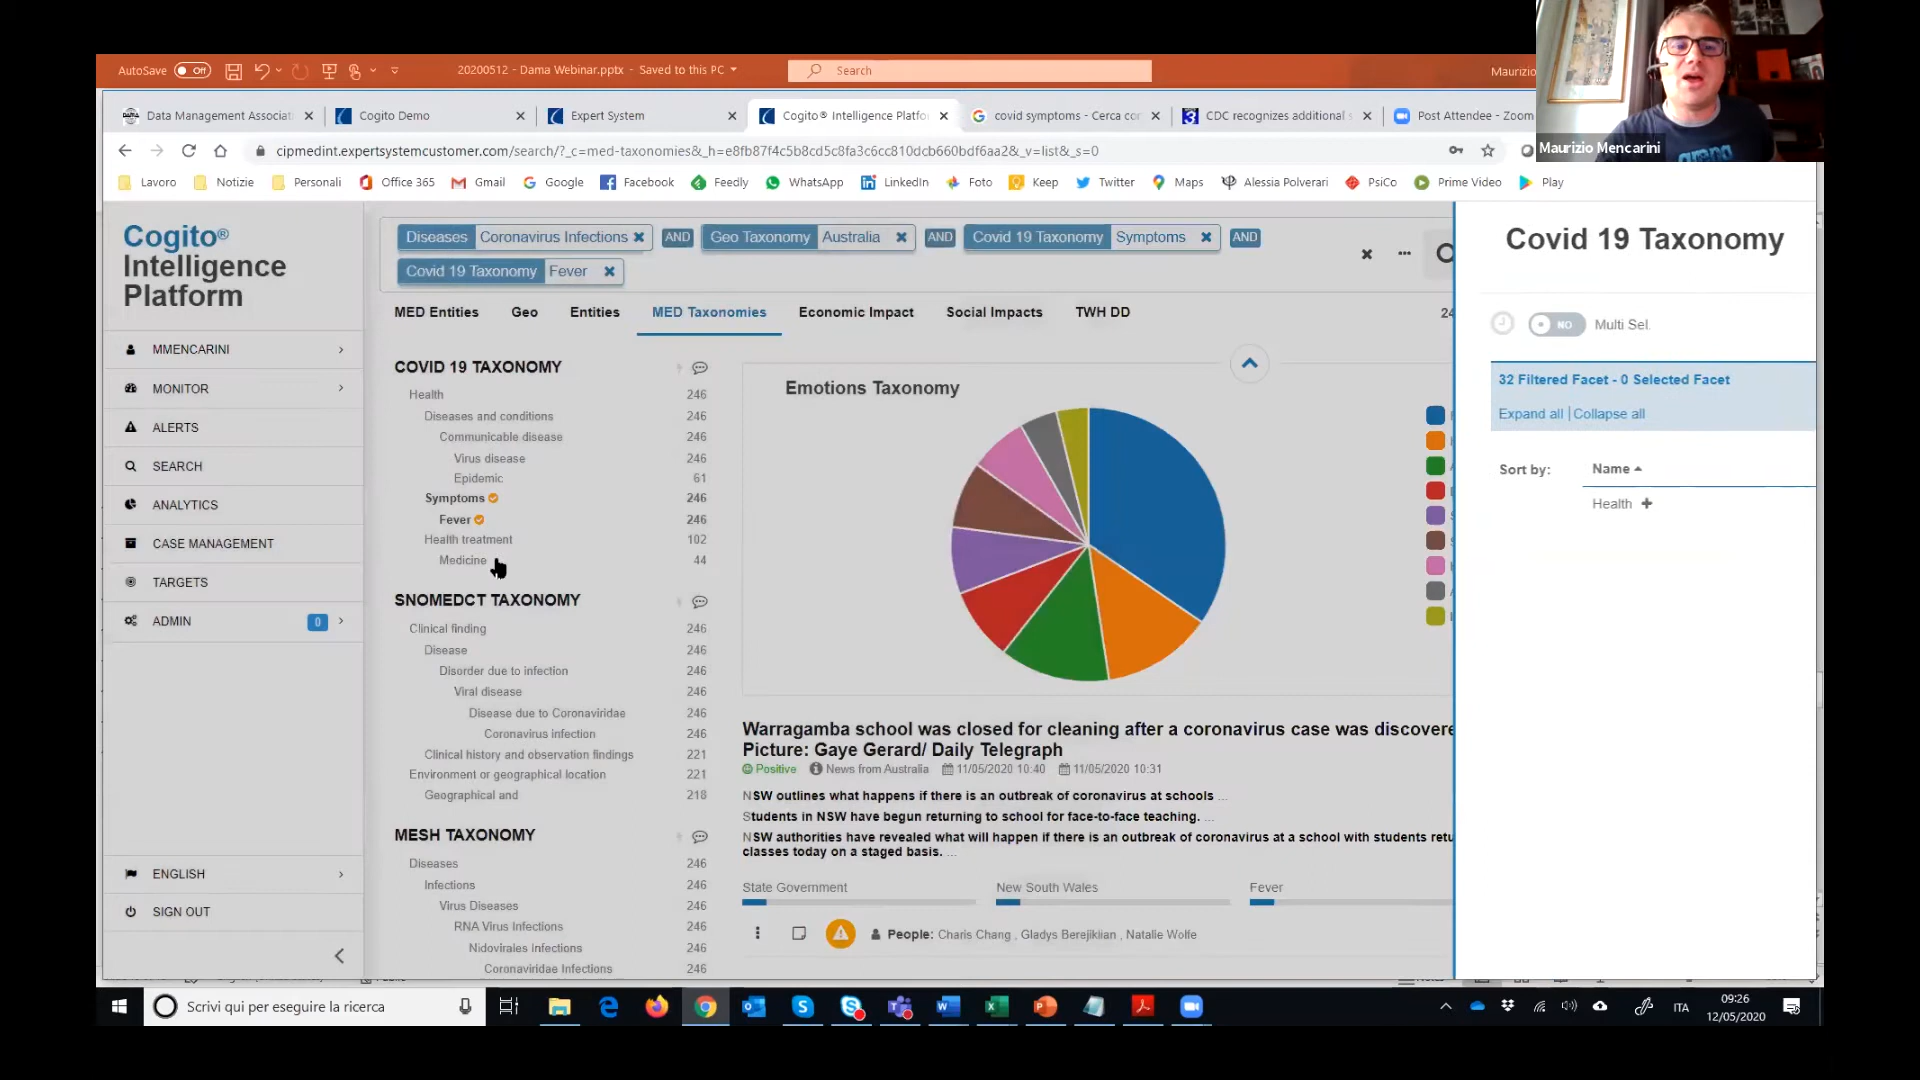 AutoSave Off
20200512 - Dama Webinar.pptx - Saved to this PC
Search
Maurizio
Maurizio Mencarini
Data Management Associat
Cogito Demo
Expert System
Cogito® Intelligence Platfo
covid symptoms - Cerca co
CDC recognizes additional s
Post Attendee - Zoom
cipmedint.expertsystemcustomer.com/search/?_c=med-taxonomies&_h=e8fb87f4c5b8cd5c8fa3c6cc810dcb660bdf6aa2&_v=list&_s=0
Lavoro Notizie Personali Office 365 Gmail Google Facebook Feedly WhatsApp LinkedIn Foto Keep Twitter Maps Alessia Polverari PsiCo Prime Video Play
Cogito®
Intelligence
Platform
MMENCARINI
MONITOR
ALERTS
SEARCH
ANALYTICS
CASE MANAGEMENT
TARGETS
ADMIN 0
ENGLISH
SIGN OUT
Diseases Coronavirus Infections AND Geo Taxonomy Australia AND Covid 19 Taxonomy Symptoms AND
Covid 19 Taxonomy Fever
MED Entities Geo Entities MED Taxonomies Economic Impact Social Impacts TWH DD 24
COVID 19 TAXONOMY
Health 246
Diseases and conditions 246
Communicable disease 246
Virus disease 246
Epidemic 61
Symptoms 246
Fever 246
Health treatment 102
Medicine 44
SNOMEDCT TAXONOMY
Clinical finding 246
Disease 246
Disorder due to infection 246
Viral disease 246
Disease due to Coronaviridae 246
Coronavirus infection 246
Clinical history and observation findings 221
Environment or geographical location 221
Geographical and 218
MESH TAXONOMY
Diseases 246
Infections 246
Virus Diseases 246
RNA Virus Infections 246
Nidovirales Infections 246
Coronaviridae Infections 246
Emotions Taxonomy
Warragamba school was closed for cleaning after a coronavirus case was discovere
Picture: Gaye Gerard/ Daily Telegraph
Positive News from Australia 11/05/2020 10:40 11/05/2020 10:31
NSW outlines what happens if there is an outbreak of coronavirus at schools ...
Students in NSW have begun returning to school for face-to-face teaching. ...
NSW authorities have revealed what will happen if there is an outbreak of coronavirus at a school with students retu
classes today on a staged basis. ...
State Government New South Wales Fever
People: Charis Chang , Gladys Berejiklian , Natalie Wolfe
Covid 19 Taxonomy
NO Multi Sel.
32 Filtered Facet - 0 Selected Facet
Expand all | Collapse all
Sort by: Name
Health
Scrivi qui per eseguire la ricerca
ITA
09:26
12/05/2020